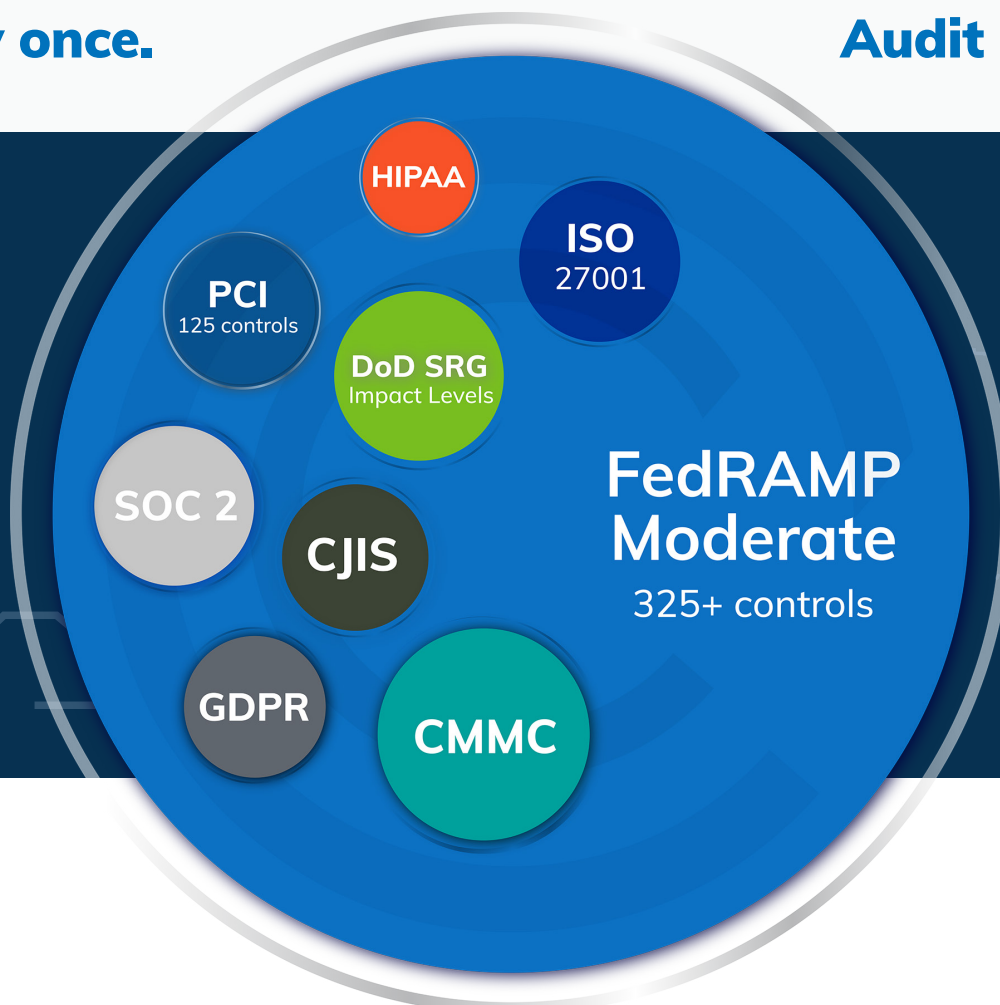 once.
Audit
HIPAA
ISO
27001
PCI
125 controls
DoD SRG
Impact Levels
FedRAMP
Moderate
325+ controls
SOC 2
CJIS
GDPR
CMMC